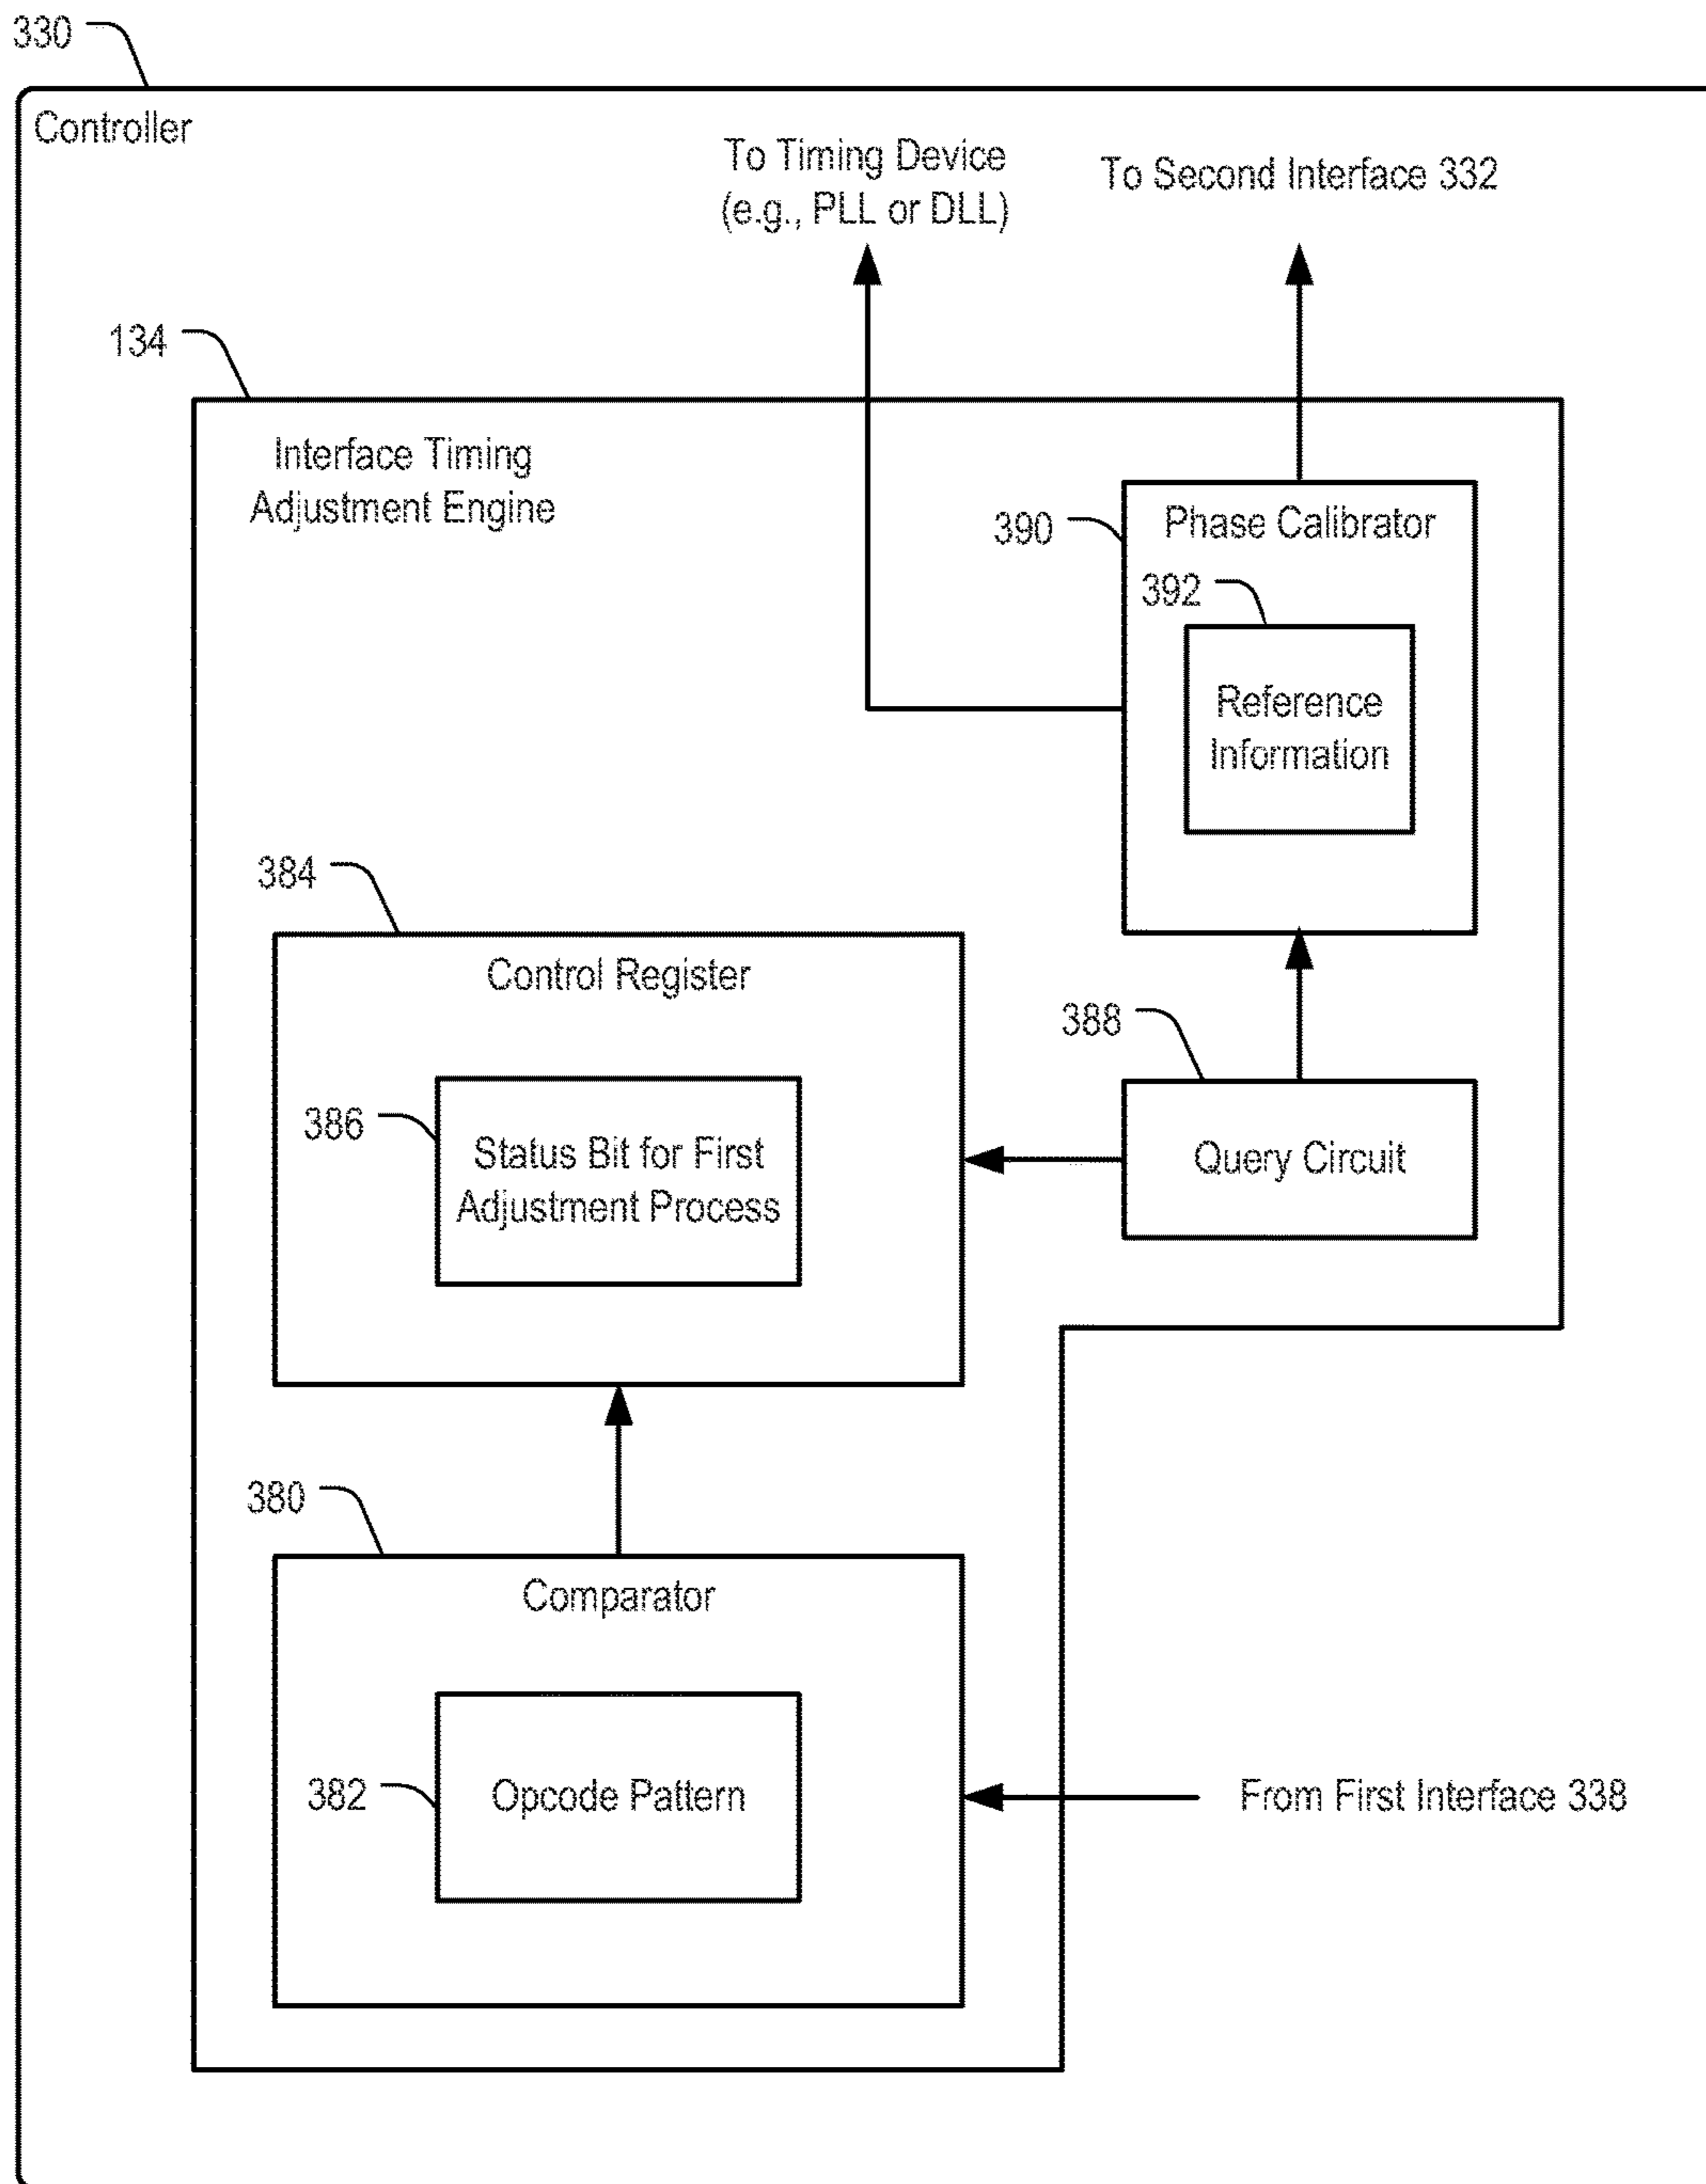 330
Controller
To Timing Device
(e.g., PLL or DLL)
To Second Interface 332
134
Interface Timing
Adjustment Engine
390
Phase Calibrator
392
Reference
Information
384
Control Register
388
386
Status Bit for First
Adjustment Process
Query Circuit
380
Comparator
382
Opcode Pattern
From First Interface 338